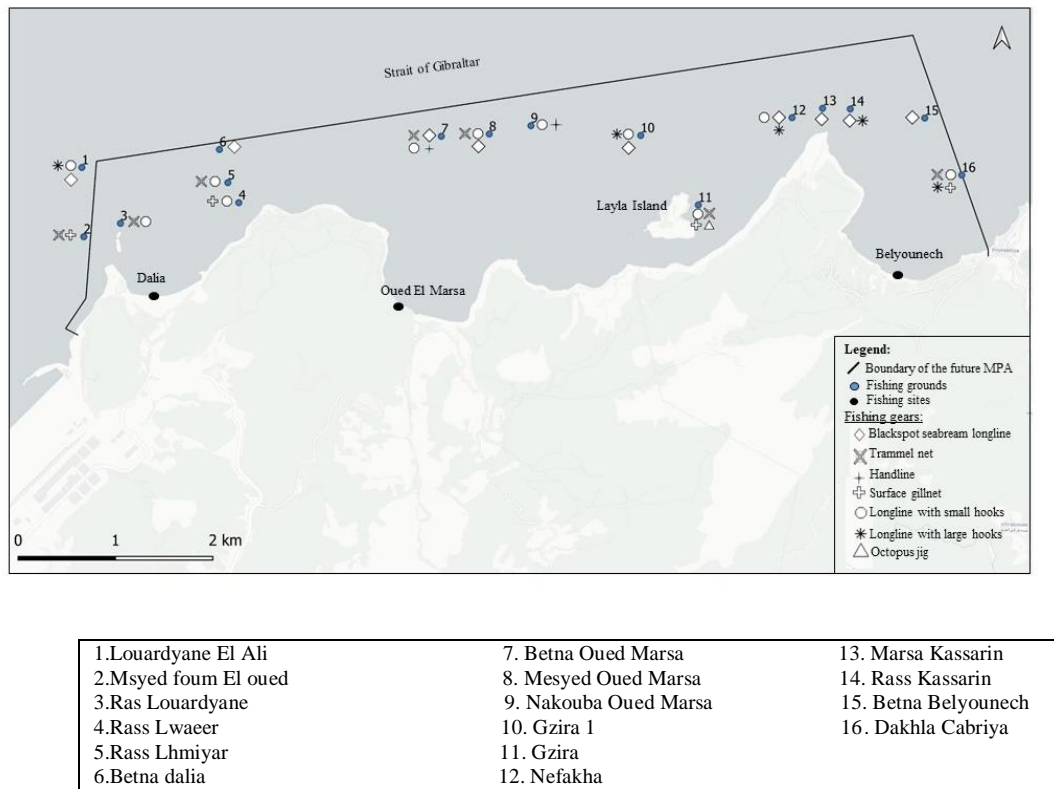 Strait of Gibraltar
1
2
3
4
5
6
7
8
9
10
11
12
13
14
15
16
Layla Island
Dalia
Oued El Marsa
Belyounech
0 1 2 km
Legend:
Boundary of the future MPA
Fishing grounds
Fishing sites
Fishing gears:
Blackspot seabream longline
Trammel net
Handline
Surface gillnet
Longline with small hooks
Longline with large hooks
Octopus jig
1.Louardyane El Ali
2.Msyed foum El oued
3.Ras Louardyane
4.Rass Lwaeer
5.Rass Lhmiyar
6.Betna dalia
7. Betna Oued Marsa
8. Mesyed Oued Marsa
9. Nakouba Oued Marsa
10. Gzira 1
11. Gzira
12. Nefakha
13. Marsa Kassarin
14. Rass Kassarin
15. Betna Belyounech
16. Dakhla Cabriya